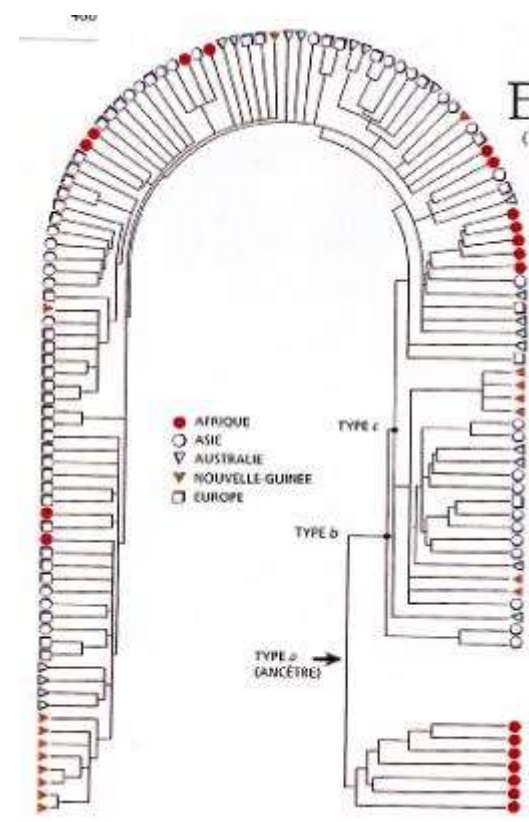 AFRIQUE
ASIE
AUSTRALIE
NOUVELLE-GUINÉE
EUROPE
TYPE c
TYPE b
TYPE a
(ANCÊTRE)
E